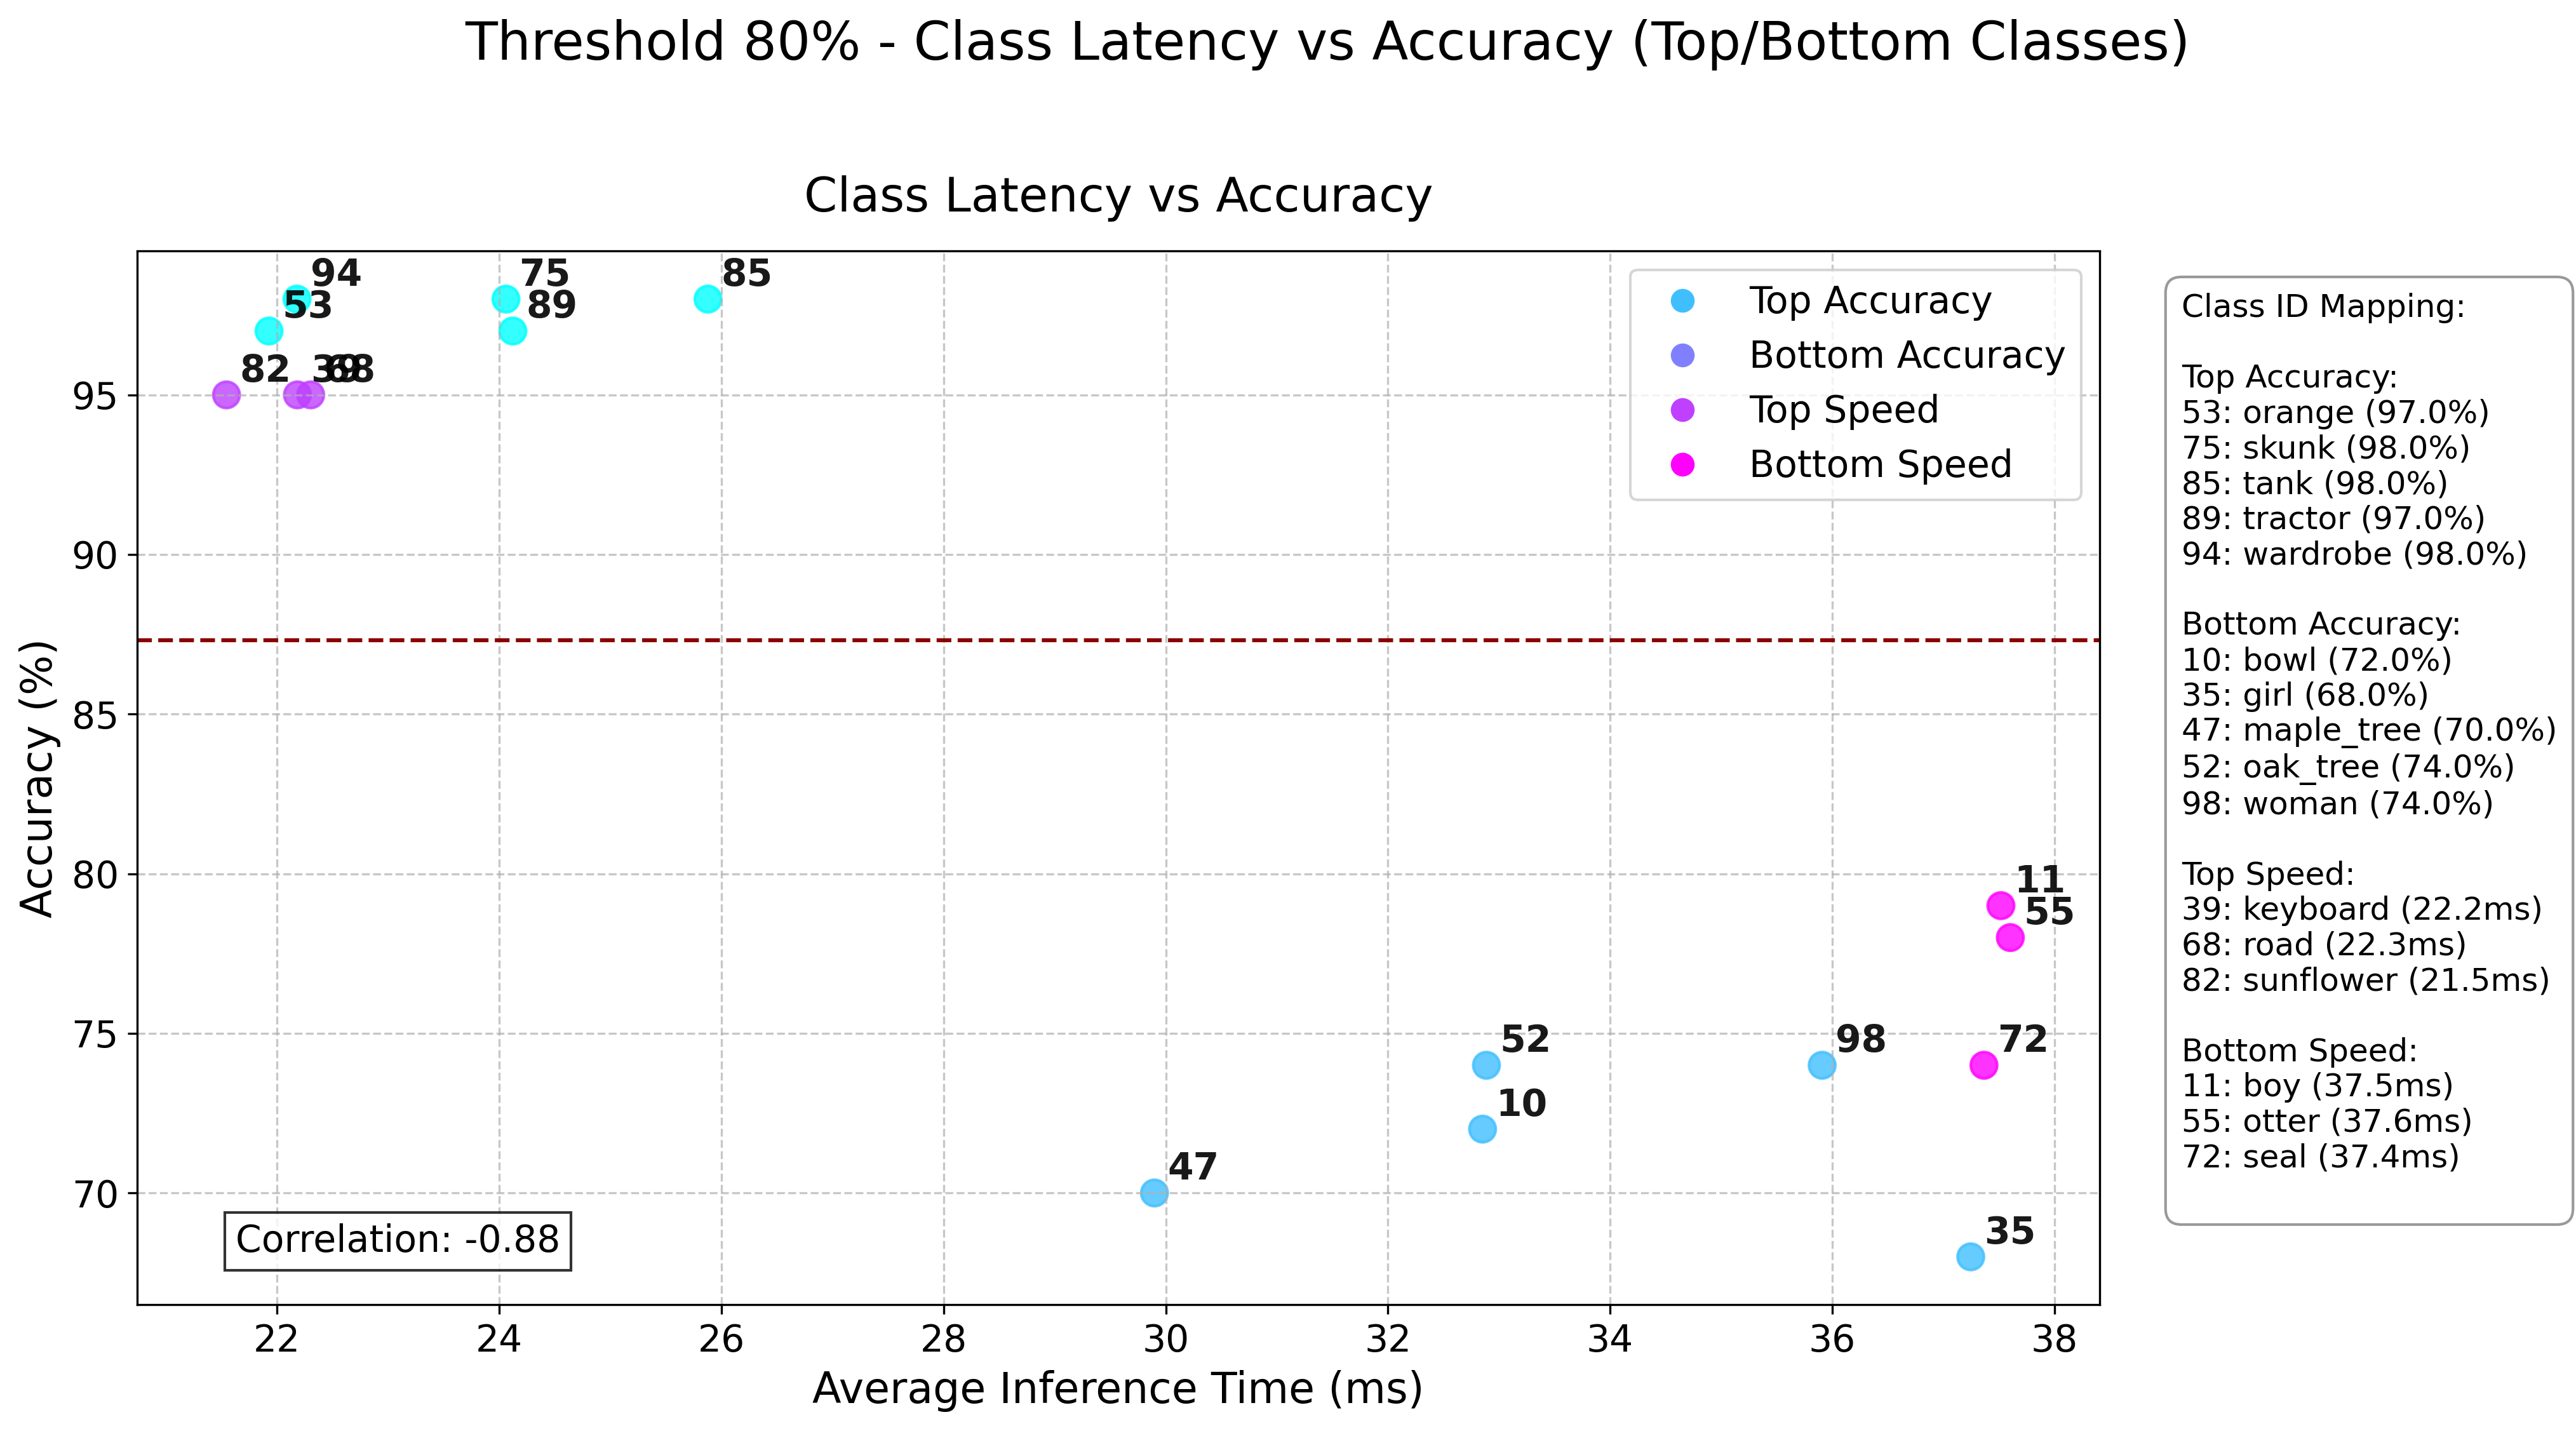 Threshold 80% - Class Latency vs Accuracy (Top/Bottom Classes)
Class Latency vs Accuracy
94
75
85
53
89
82
39
68
95
90
85
80
75
70
Accuracy (%)
Top Accuracy
Bottom Accuracy
Top Speed
Bottom Speed
11
55
52
98
72
10
47
35
Correlation: -0.88
22
24
26
28
30
32
34
36
38
Average Inference Time (ms)
Class ID Mapping:
Top Accuracy:
53: orange (97.0%)
75: skunk (98.0%)
85: tank (98.0%)
89: tractor (97.0%)
94: wardrobe (98.0%)
Bottom Accuracy:
10: bowl (72.0%)
35: girl (68.0%)
47: maple_tree (70.0%)
52: oak_tree (74.0%)
98: woman (74.0%)
Top Speed:
39: keyboard (22.2ms)
68: road (22.3ms)
82: sunflower (21.5ms)
Bottom Speed:
11: boy (37.5ms)
55: otter (37.6ms)
72: seal (37.4ms)